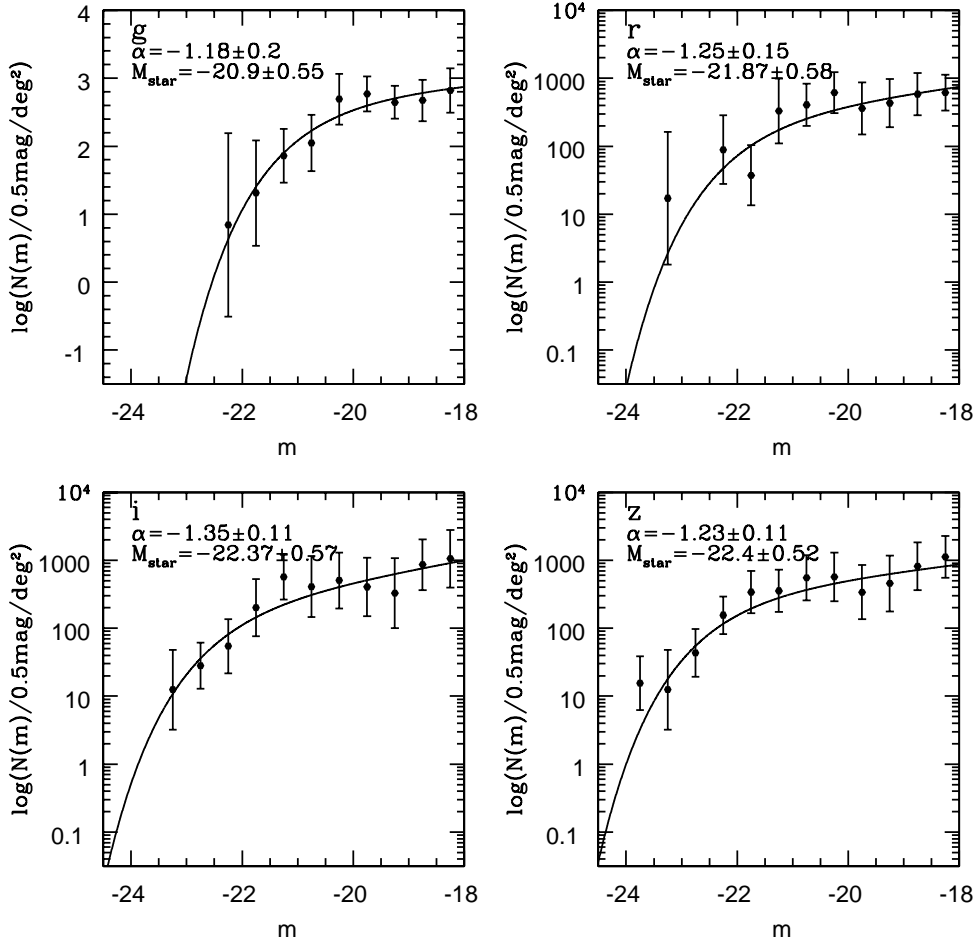 g
α=−1.18±0.2
M_star=−20.9±0.55
4
3
2
1
0
-1
log(N(m)/0.5mag/deg²)
-24
-22
-20
-18
m
r
α=−1.25±0.15
M_star=−21.87±0.58
10⁴
1000
100
10
1
0.1
log(N(m)/0.5mag/deg²)
-24
-22
-20
-18
m
i
α=−1.35±0.11
M_star=−22.37±0.57
10⁴
1000
100
10
1
0.1
log(N(m)/0.5mag/deg²)
-24
-22
-20
-18
m
z
α=−1.23±0.11
M_star=−22.4±0.52
10⁴
1000
100
10
1
0.1
log(N(m)/0.5mag/deg²)
-24
-22
-20
-18
m